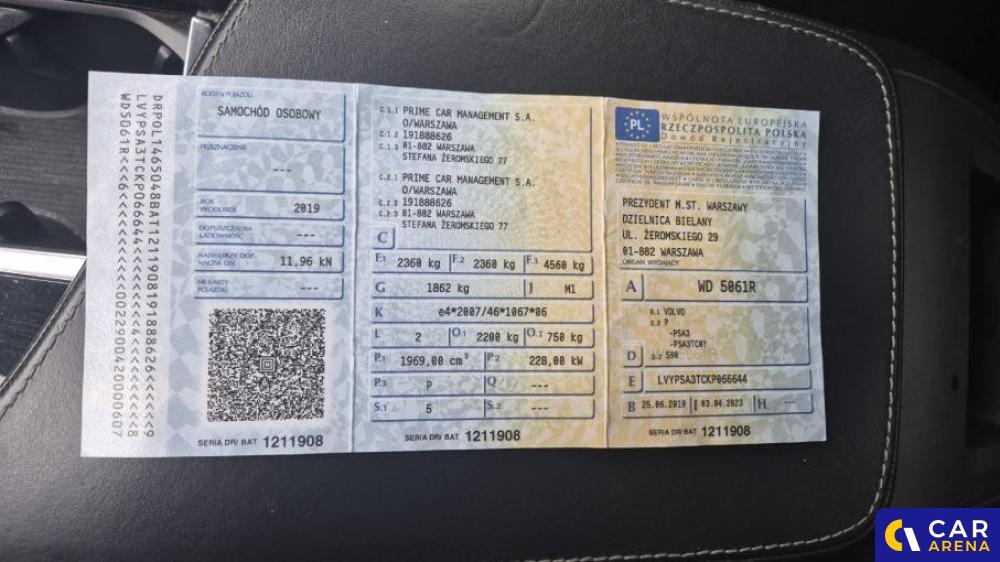 DRPOL1465048BAT1211908191888626<<<<<<9
LVYPSA3TCKP066644<<<<<<<<<4<<<<<<<<8
WD5D61R<<<6<<<<<<<<<<<002290042000060
RODZAJ POJAZDU
SAMOCHÓD OSOBOWY
PRZEZNACZENIE
---
ROK PRODUKCJI
2019
DOPUSZCZALNA ŁADOWNOŚĆ
---
NAJWIĘKSZY DOP. NACISK OSI
11,96 kN
NR KARTY POJAZDU
---
SERIA DR/ BAT 1211908
C.1.1 PRIME CAR MANAGEMENT S.A.
O/WARSZAWA
C.1.2 191888626
C.1.3 01-882 WARSZAWA
STEFANA ŻEROMSKIEGO 77
C.2.1 PRIME CAR MANAGEMENT S.A.
O/WARSZAWA
C.2.2 191888626
C.2.3 01-882 WARSZAWA
STEFANA ŻEROMSKIEGO 77
C
F.1 2360 kg F.2 2360 kg F.3 4560 kg
G 1862 kg J M1
K e4*2007/46*1067*06
L 2 O.1 2200 kg O.2 750 kg
P.1 1969,00 cm³ P.2 228,00 kW
P.3 P Q ---
S.1 5 S.2 ---
SERIA DR/ BAT 1211908
PL
WSPÓLNOTA EUROPEJSKA
RZECZPOSPOLITA POLSKA
Dowód Rejestracyjny
PREZYDENT M.ST. WARSZAWY
DZIELNICA BIELANY
UL. ŻEROMSKIEGO 29
01-882 WARSZAWA
ORGAN WYDAJĄCY
A WD 5061R
D.1 VOLVO
D.2 P
-PSA3
-PSA3TC0?
D D.3 S90
E LVYPSA3TCKP066644
B 25.06.2019 I 03.04.2023 H ---
SERIA DR/ BAT 1211908
CAR
ARENA